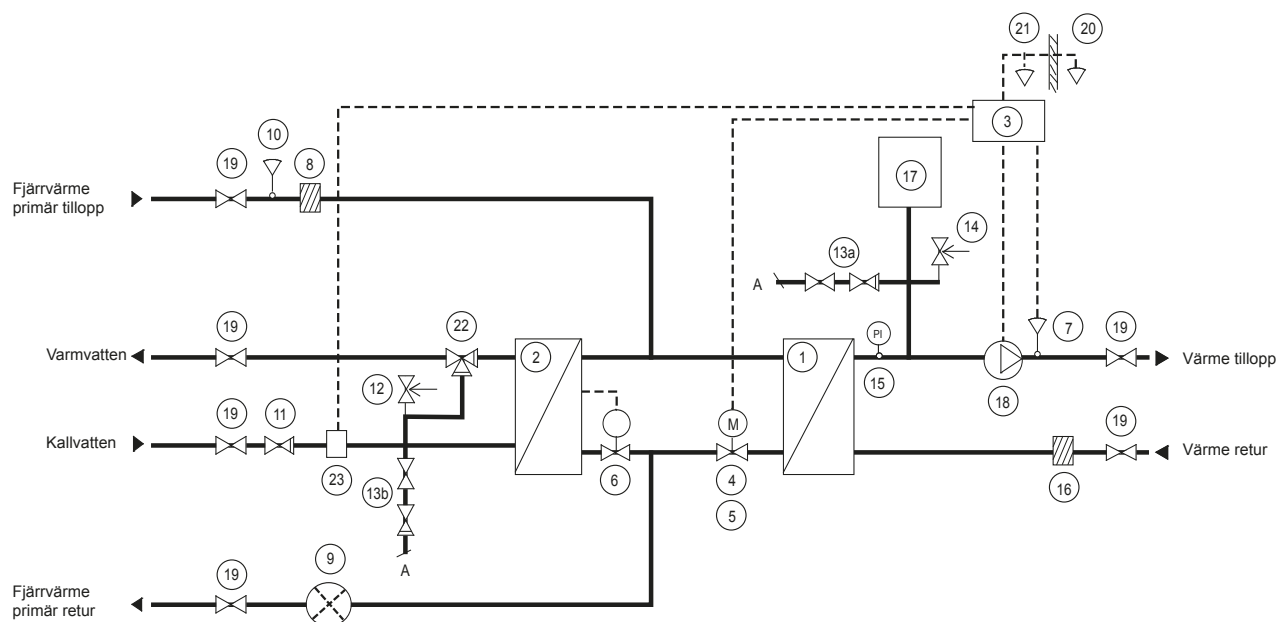 21
20
3
10
19
8
17
Fjärrvärme
primär tillopp
14
13a
A
19
22
PI
7
19
Varmvatten
2
1
Värme tillopp
12
15
18
19
11
M
19
Kallvatten
Värme retur
23
13b
6
4
16
5
9
A
19
Fjärrvärme
primär retur